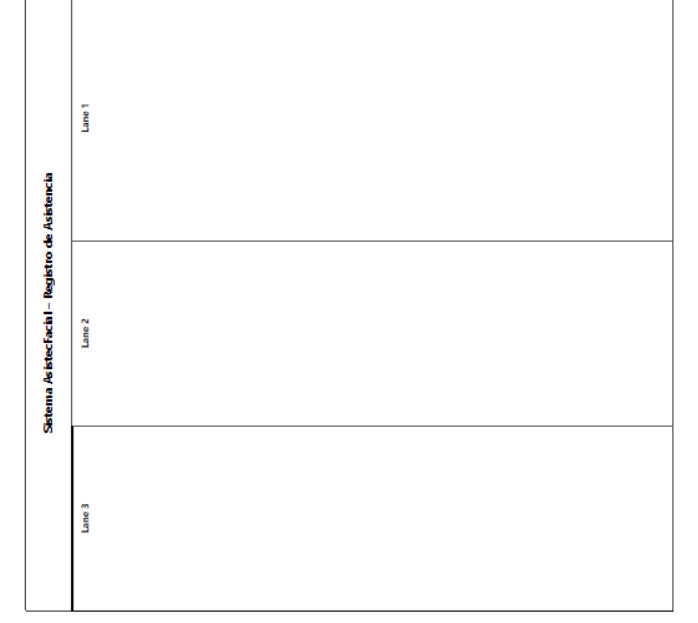 Sistema AsistecFacial – Registro de Asistencia
Lane 1
Lane 2
Lane 3